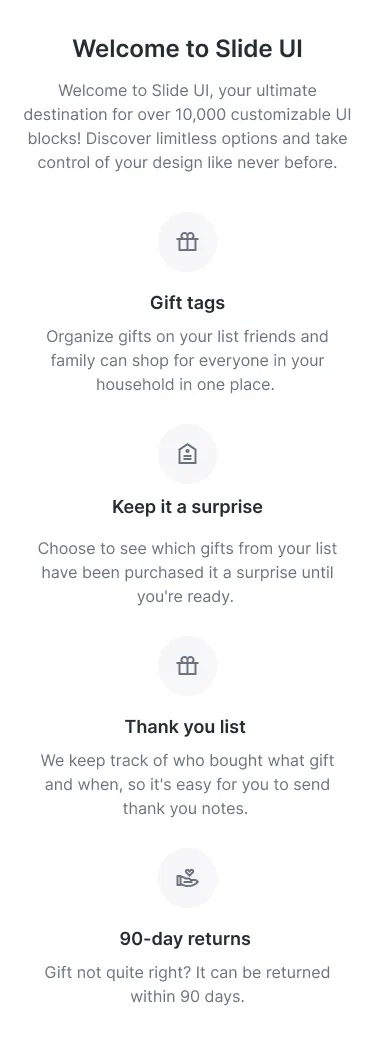 Welcome to Slide UI
Welcome to Slide UI, your ultimate
destination for over 10,000 customizable UI
blocks! Discover limitless options and take
control of your design like never before.
Gift tags
Organize gifts on your list friends and
family can shop for everyone in your
household in one place.
Keep it a surprise
Choose to see which gifts from your list
have been purchased it a surprise until
you're ready.
Thank you list
We keep track of who bought what gift
and when, so it's easy for you to send
thank you notes.
90-day returns
Gift not quite right? It can be returned
within 90 days.